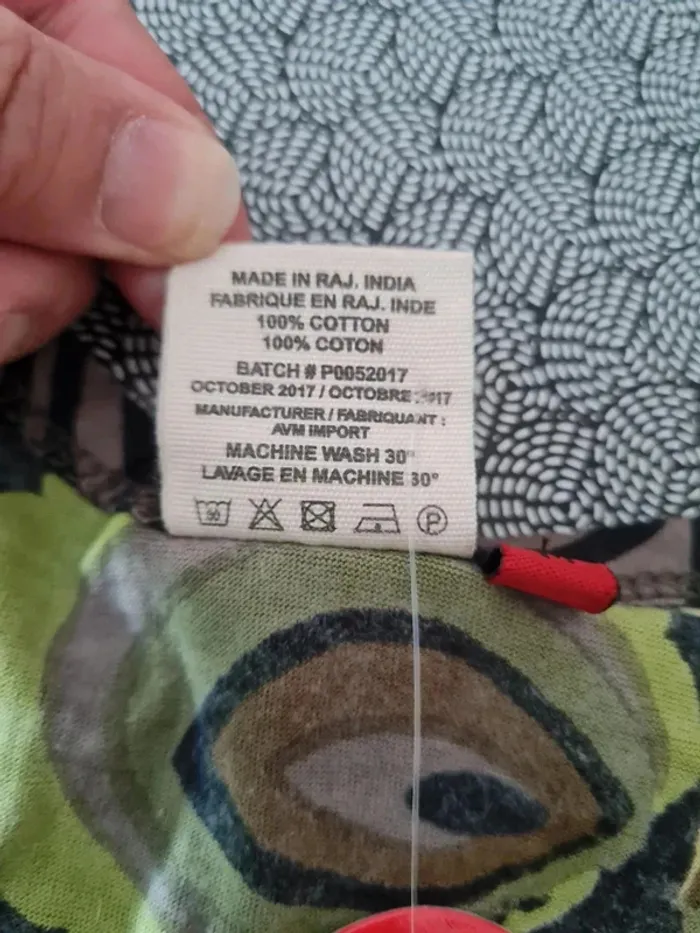 MADE IN RAJ. INDIA
FABRIQUE EN RAJ. INDE
100% COTTON
100% COTON
BATCH # P0052017
OCTOBER 2017 / OCTOBRE
MANUFACTURER / FABRIQUANT :
AVM IMPORT
MACHINE WASH 30°
LAVAGE EN MACHINE 30°
P